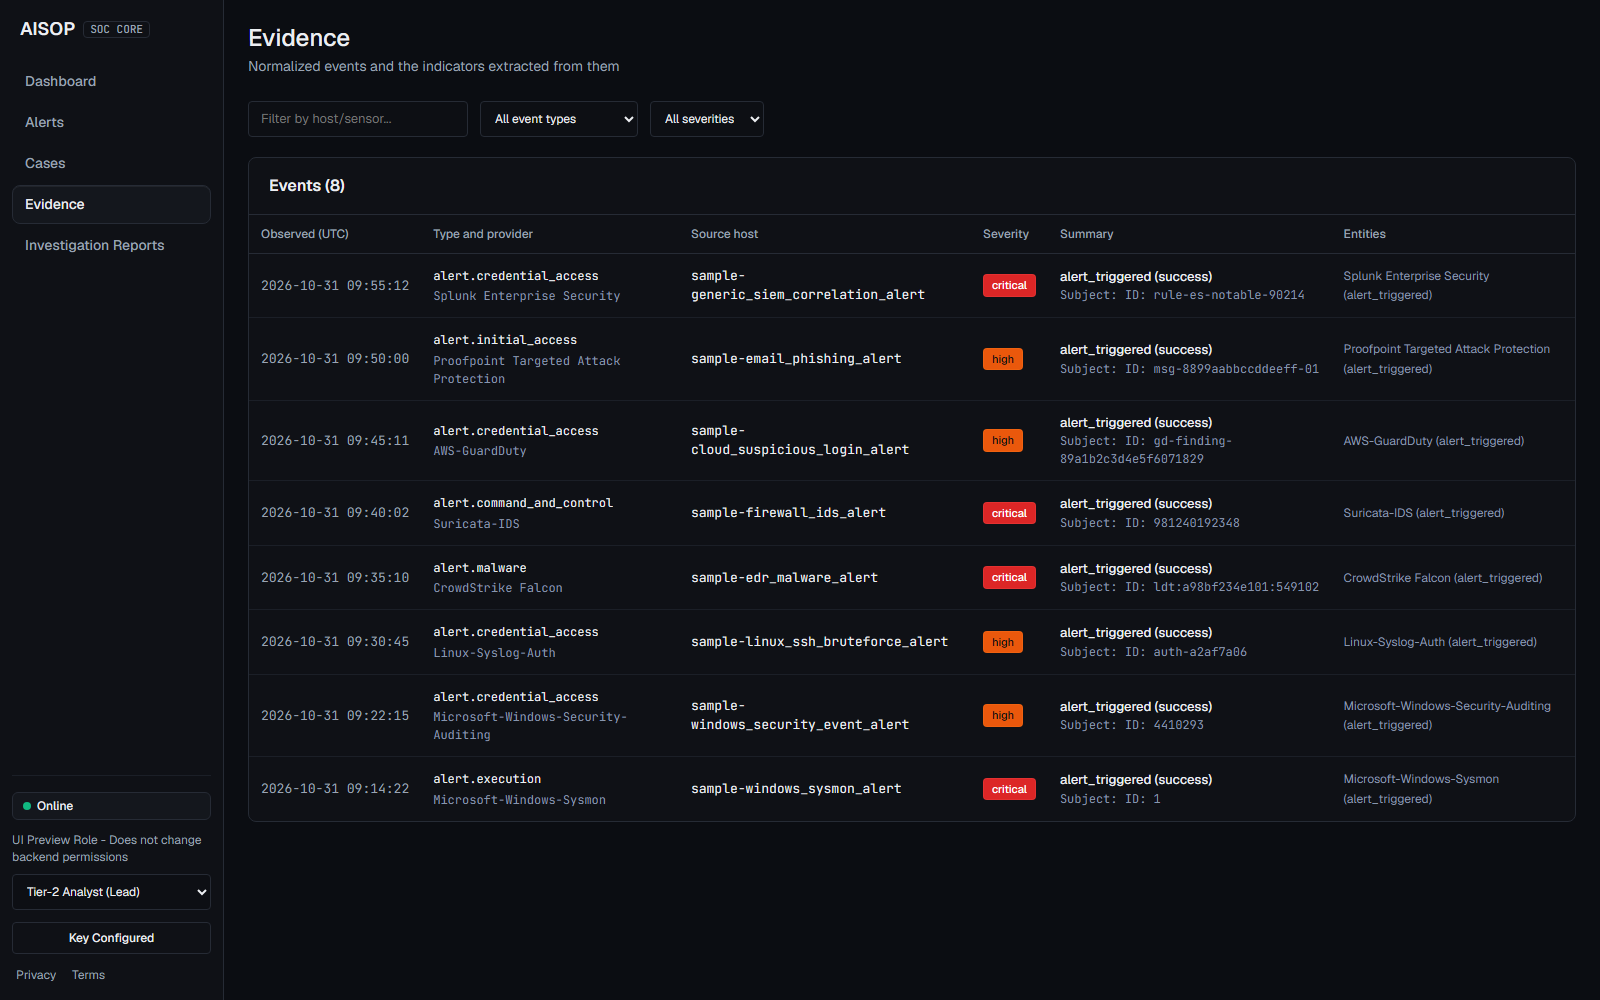 AISOP SOC CORE
Dashboard
Alerts
Cases
Evidence
Investigation Reports
Online
UI Preview Role - Does not change
backend permissions
Tier-2 Analyst (Lead)
Key Configured
Privacy Terms
Evidence
Normalized events and the indicators extracted from them
Filter by host/sensor...
All event types
All severities
Events (8)
Observed (UTC) Type and provider Source host Severity Summary Entities
2026-10-31 09:55:12
alert.credential_access
Splunk Enterprise Security
sample-
generic_siem_correlation_alert
critical
alert_triggered (success)
Subject: ID: rule-es-notable-90214
Splunk Enterprise Security
(alert_triggered)
2026-10-31 09:50:00
alert.initial_access
Proofpoint Targeted Attack
Protection
sample-email_phishing_alert
high
alert_triggered (success)
Subject: ID: msg-8899aabbccddeeff-01
Proofpoint Targeted Attack Protection
(alert_triggered)
2026-10-31 09:45:11
alert.credential_access
AWS-GuardDuty
sample-
cloud_suspicious_login_alert
high
alert_triggered (success)
Subject: ID: gd-finding-
89a1b2c3d4e5f6071829
AWS-GuardDuty (alert_triggered)
2026-10-31 09:40:02
alert.command_and_control
Suricata-IDS
sample-firewall_ids_alert
critical
alert_triggered (success)
Subject: ID: 981240192348
Suricata-IDS (alert_triggered)
2026-10-31 09:35:10
alert.malware
CrowdStrike Falcon
sample-edr_malware_alert
critical
alert_triggered (success)
Subject: ID: ldt:a98bf234e101:549102
CrowdStrike Falcon (alert_triggered)
2026-10-31 09:30:45
alert.credential_access
Linux-Syslog-Auth
sample-linux_ssh_bruteforce_alert
high
alert_triggered (success)
Subject: ID: auth-a2af7a06
Linux-Syslog-Auth (alert_triggered)
2026-10-31 09:22:15
alert.credential_access
Microsoft-Windows-Security-
Auditing
sample-
windows_security_event_alert
high
alert_triggered (success)
Subject: ID: 4410293
Microsoft-Windows-Security-Auditing
(alert_triggered)
2026-10-31 09:14:22
alert.execution
Microsoft-Windows-Sysmon
sample-windows_sysmon_alert
critical
alert_triggered (success)
Subject: ID: 1
Microsoft-Windows-Sysmon
(alert_triggered)